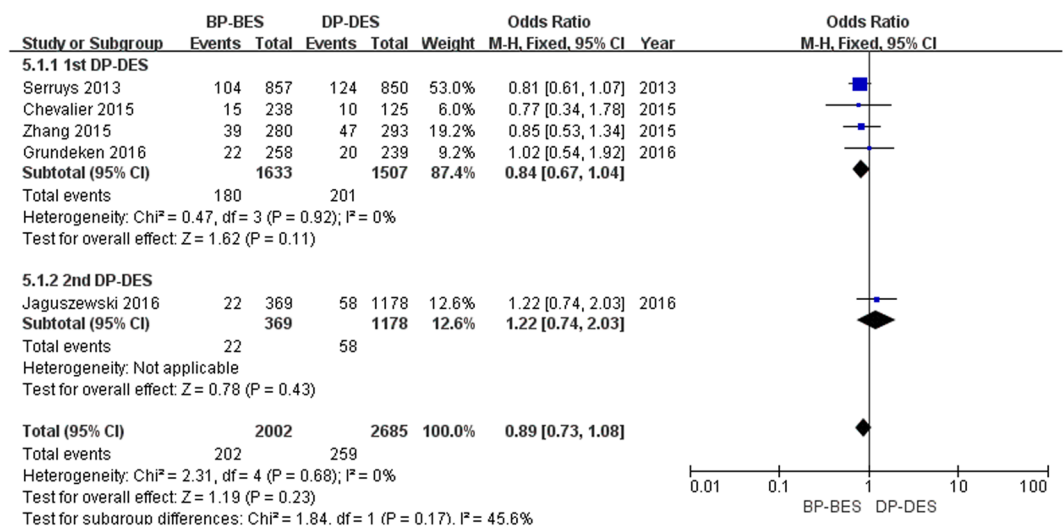 BP-BES DP-DES Odds Ratio Odds Ratio
Study or Subgroup Events Total Events Total Weight M-H, Fixed, 95% CI Year M-H, Fixed, 95% CI
5.1.1 1st DP-DES
Serruys 2013 104 857 124 850 53.0% 0.81 [0.61, 1.07] 2013
Chevalier 2015 15 238 10 125 6.0% 0.77 [0.34, 1.78] 2015
Zhang 2015 39 280 47 293 19.2% 0.85 [0.53, 1.34] 2015
Grundeken 2016 22 258 20 239 9.2% 1.02 [0.54, 1.92] 2016
Subtotal (95% CI) 1633 1507 87.4% 0.84 [0.67, 1.04]
Total events 180 201
Heterogeneity: Chi² = 0.47, df = 3 (P = 0.92); I² = 0%
Test for overall effect: Z = 1.62 (P = 0.11)
5.1.2 2nd DP-DES
Jaguszewski 2016 22 369 58 1178 12.6% 1.22 [0.74, 2.03] 2016
Subtotal (95% CI) 369 1178 12.6% 1.22 [0.74, 2.03]
Total events 22 58
Heterogeneity: Not applicable
Test for overall effect: Z = 0.78 (P = 0.43)
Total (95% CI) 2002 2685 100.0% 0.89 [0.73, 1.08]
Total events 202 259
Heterogeneity: Chi² = 2.31, df = 4 (P = 0.68); I² = 0%
Test for overall effect: Z = 1.19 (P = 0.23)
Test for subgroup differences: Chi² = 1.84, df = 1 (P = 0.17), I² = 45.6%
0.01 0.1 1 10 100
BP-BES DP-DES